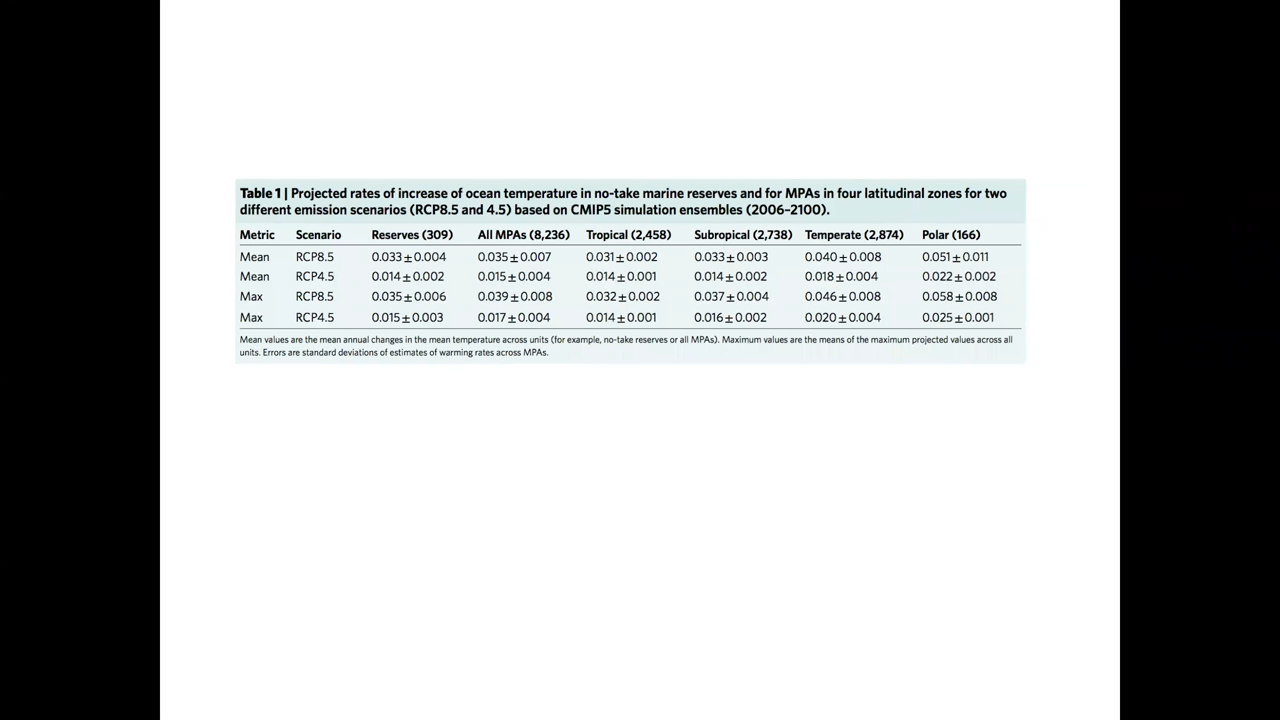 Table 1 | Projected rates of increase of ocean temperature in no-take marine reserves and for MPAs in four latitudinal zones for two
different emission scenarios (RCP8.5 and 4.5) based on CMIP5 simulation ensembles (2006–2100).
Metric Scenario Reserves (309) All MPAs (8,236) Tropical (2,458) Subropical (2,738) Temperate (2,874) Polar (166)
Mean RCP8.5 0.033±0.004 0.035±0.007 0.031±0.002 0.033±0.003 0.040±0.008 0.051±0.011
Mean RCP4.5 0.014±0.002 0.015±0.004 0.014±0.001 0.014±0.002 0.018±0.004 0.022±0.002
Max RCP8.5 0.035±0.006 0.039±0.008 0.032±0.002 0.037±0.004 0.046±0.008 0.058±0.008
Max RCP4.5 0.015±0.003 0.017±0.004 0.014±0.001 0.016±0.002 0.020±0.004 0.025±0.001
Mean values are the mean annual changes in the mean temperature across units (for example, no-take reserves or all MPAs). Maximum values are the means of the maximum projected values across all
units. Errors are standard deviations of estimates of warming rates across MPAs.